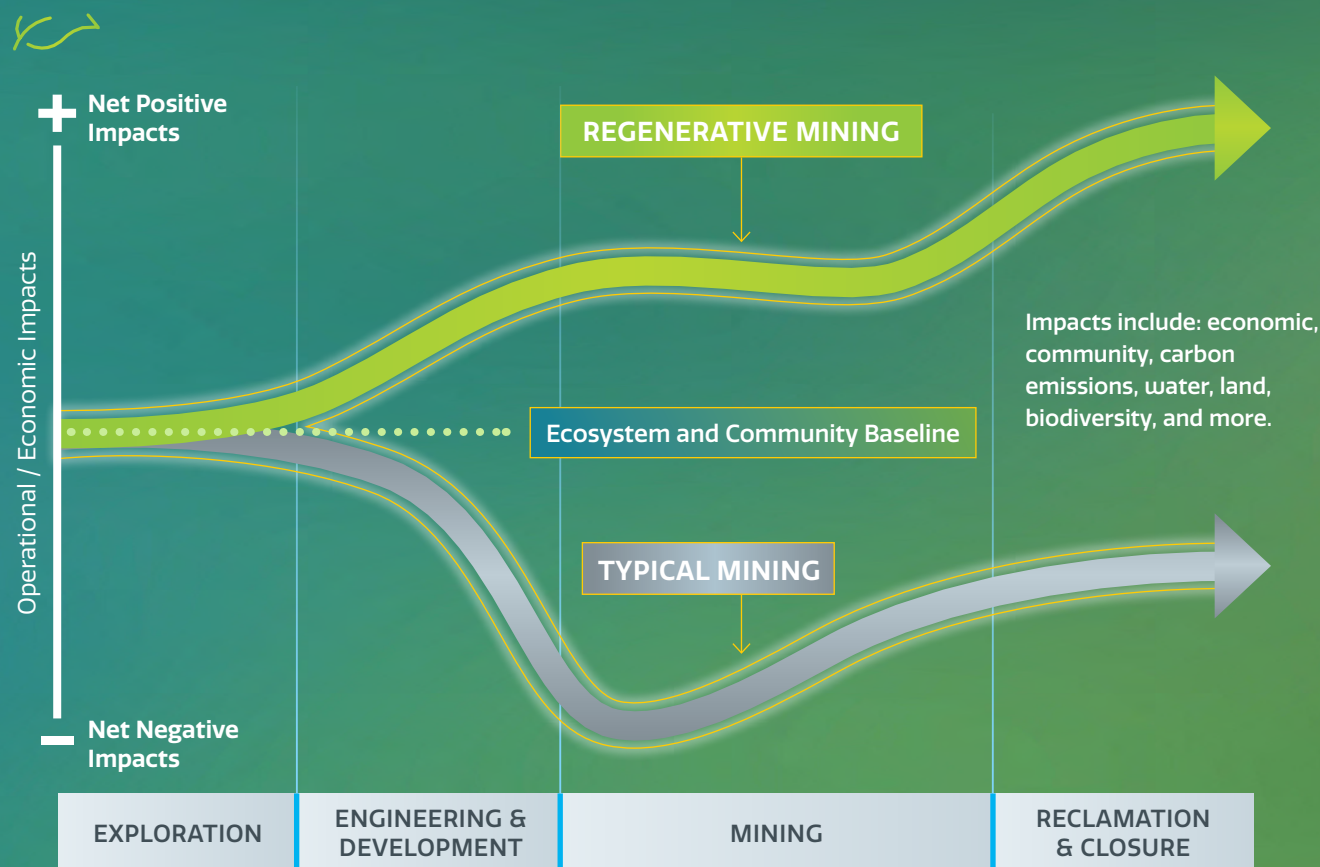 Net Positive
Impacts
REGENERATIVE MINING
Operational / Economic Impacts
Impacts include: economic,
community, carbon
emissions, water, land,
biodiversity, and more.
Ecosystem and Community Baseline
TYPICAL MINING
Net Negative
Impacts
EXPLORATION
ENGINEERING &
DEVELOPMENT
MINING
RECLAMATION
& CLOSURE